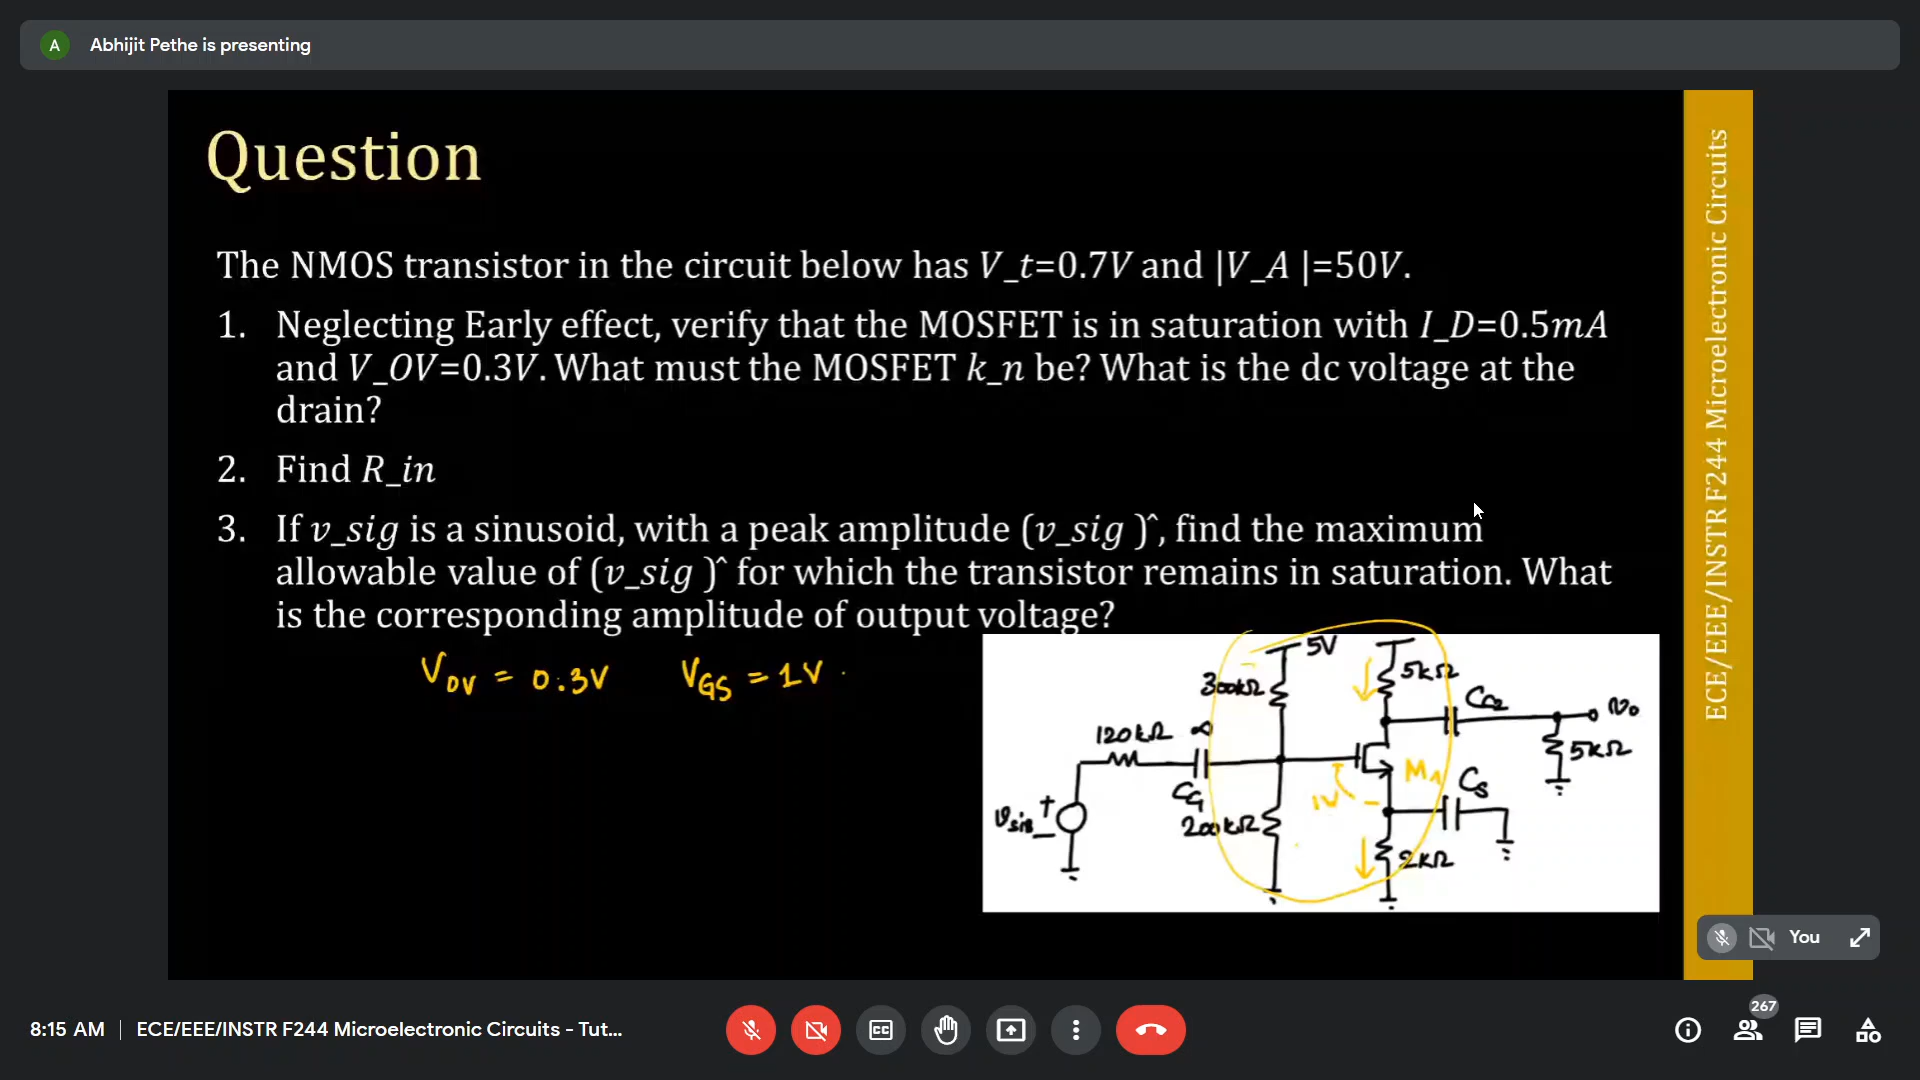 A Abhijit Pethe is presenting
Question
The NMOS transistor in the circuit below has V_t=0.7V and |V_A |=50V.
1. Neglecting Early effect, verify that the MOSFET is in saturation with I_D=0.5mA
and V_OV=0.3V. What must the MOSFET k_n be? What is the dc voltage at the
drain?
2. Find R_in
3. If v_sig is a sinusoid, with a peak amplitude (v_sig )^, find the maximum
allowable value of (v_sig )^ for which the transistor remains in saturation. What
is the corresponding amplitude of output voltage?
V_OV = 0.3V V_GS = 1V
5V
300kΩ
5kΩ
C_C2
v_o
120kΩ
∞
5kΩ
C_G
M1
C_S
v_sig
+
1V
200kΩ
2kΩ
ECE/EEE/INSTR F244 Microelectronic Circuits
You
267
8:15 AM | ECE/EEE/INSTR F244 Microelectronic Circuits - Tut...
CC